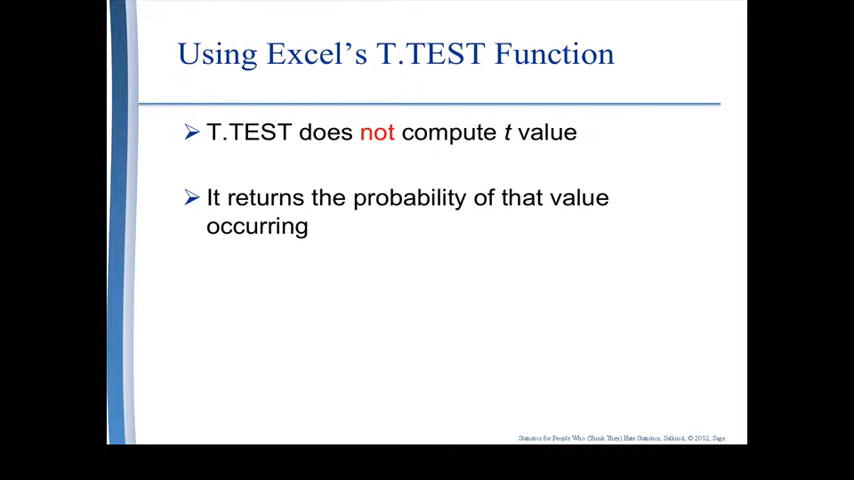 Using Excel's T.TEST Function
T.TEST does not compute t value
It returns the probability of that value
occurring
Statistics for People Who (Think They) Hate Statistics, Salkind, © 2012, Sage